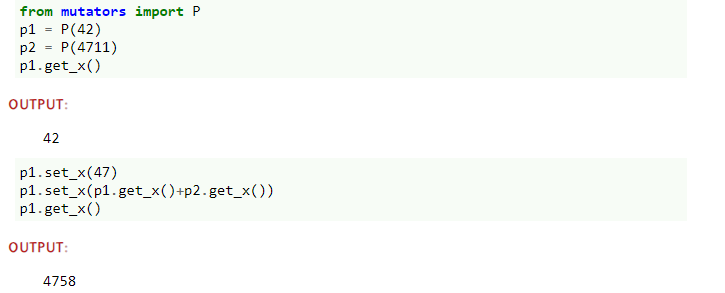 from mutators import P
p1 = P(42)
p2 = P(4711)
p1.get_x()
OUTPUT:
42
p1.set_x(47)
p1.set_x(p1.get_x()+p2.get_x())
p1.get_x()
OUTPUT:
4758